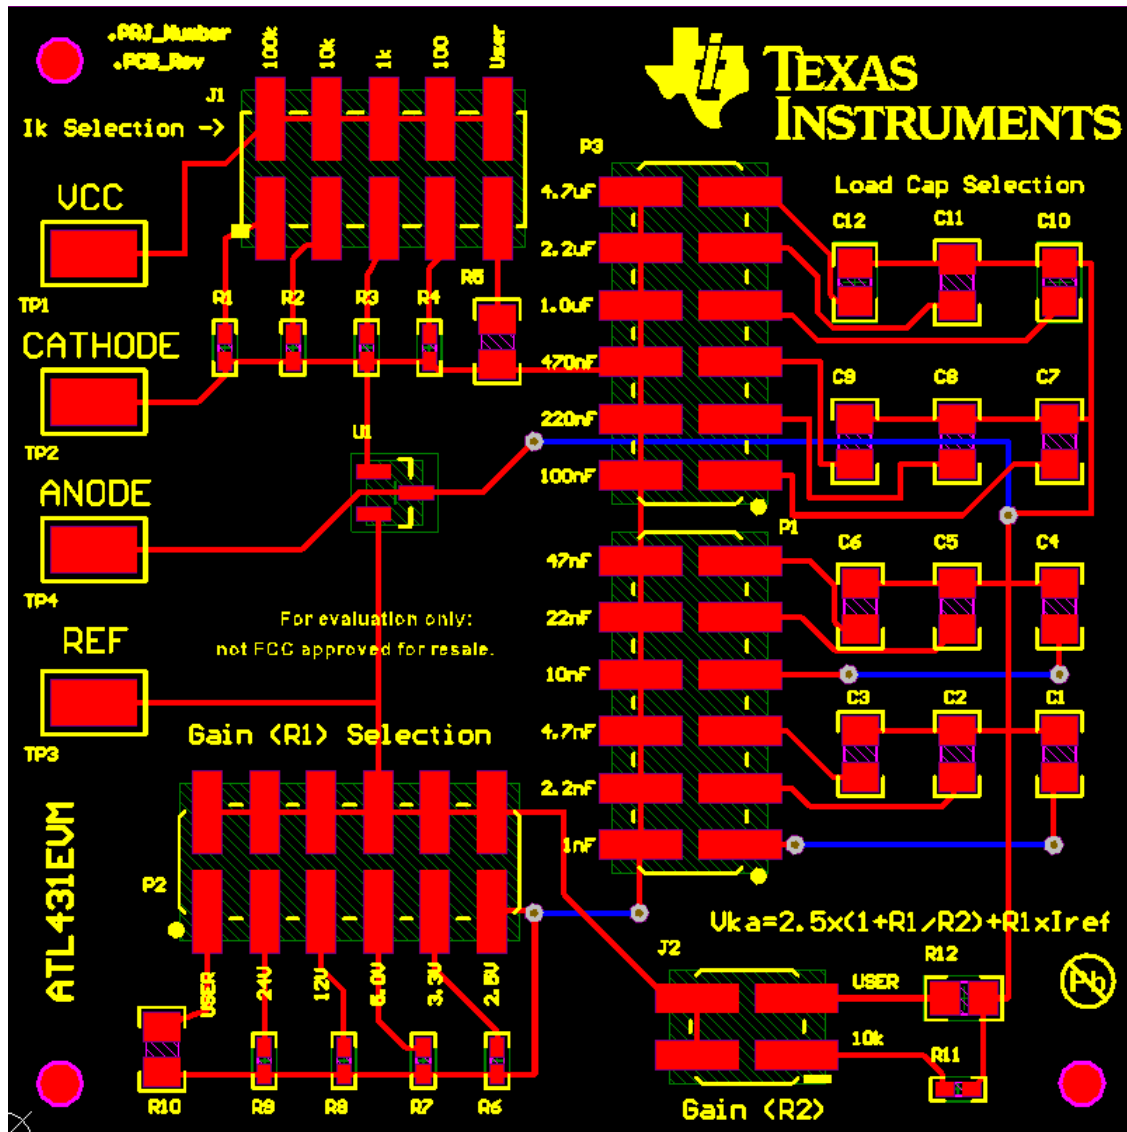 .PRJ_Number
.PCB_Rev
100k
10k
1k
100
User
TEXAS
INSTRUMENTS
J1
Ik Selection ->
P3
Load Cap Selection
VCC
TP1
4.7uF
2.2uF
1.0uF
470nF
220nF
100nF
C12
C11
C10
R1
R2
R3
R4
R5
CATHODE
TP2
C9
C8
C7
U1
ANODE
TP4
P1
47nF
22nF
10nF
4.7nF
2.2nF
1nF
C6
C5
C4
For evaluation only:
not FCC approved for resale.
REF
TP3
C3
C2
C1
Gain (R1) Selection
ATL431EVM
P2
USER
24V
12V
5.0V
3.3V
2.5V
Vka=2.5x(1+R1/R2)+R1xIref
J2
R12
USER
10k
R11
Pb
R10
R9
R8
R7
R6
Gain (R2)